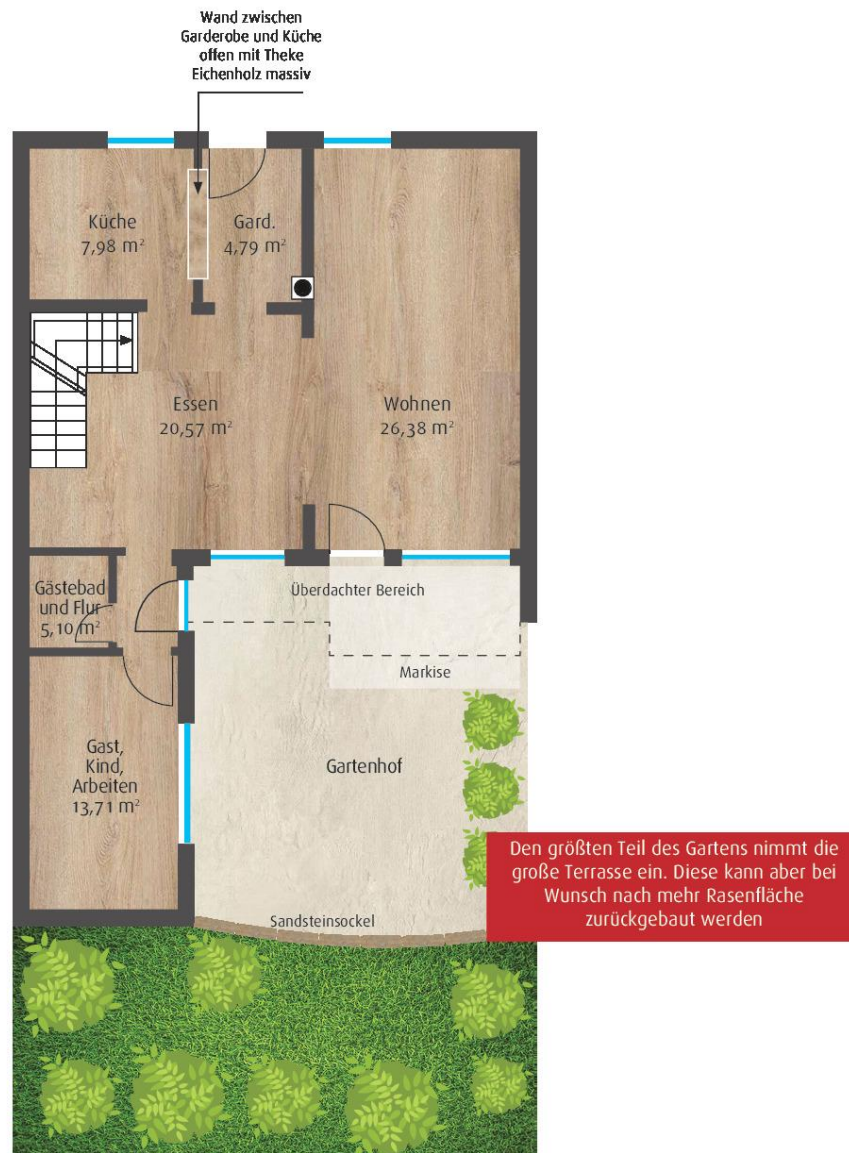 Wand zwischen
Garderobe und Küche
offen mit Theke
Eichenholz massiv
Küche
7,98 m²
Gard.
4,79 m²
Essen
20,57 m²
Wohnen
26,38 m²
Gästebad
und Flur
5,10 m²
Überdachter Bereich
Markise
Gast,
Kind,
Arbeiten
13,71 m²
Gartenhof
Den größten Teil des Gartens nimmt die
große Terrasse ein. Diese kann aber bei
Wunsch nach mehr Rasenfläche
zurückgebaut werden
Sandsteinsockel